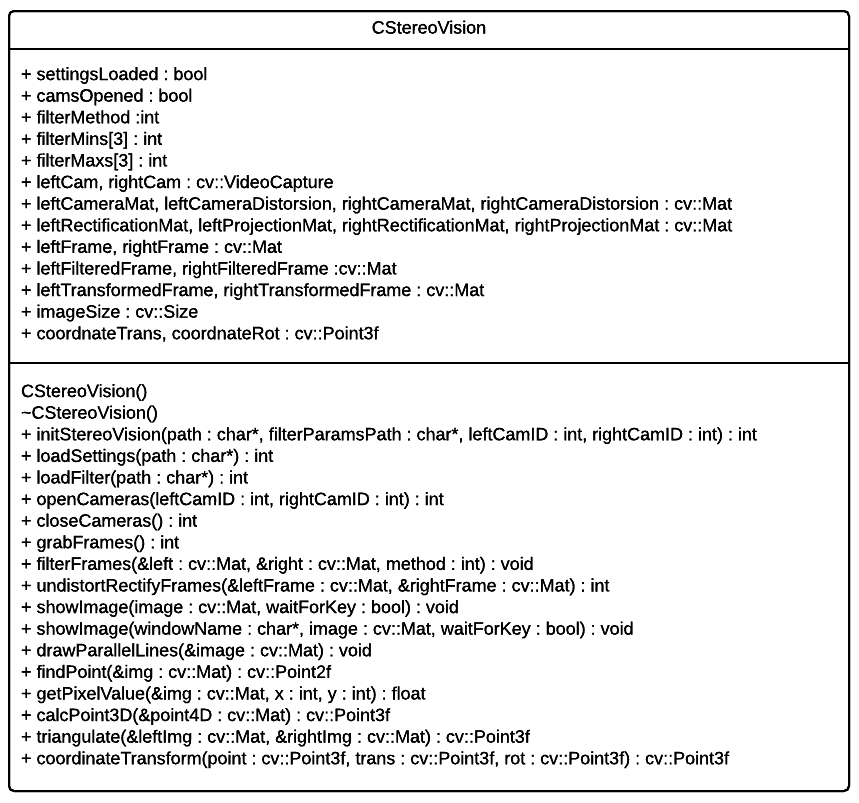 CStereoVision
+ settingsLoaded : bool
+ camsOpened : bool
+ filterMethod :int
+ filterMins[3] : int
+ filterMaxs[3] : int
+ leftCam, rightCam : cv::VideoCapture
+ leftCameraMat, leftCameraDistorsion, rightCameraMat, rightCameraDistorsion : cv::Mat
+ leftRectificationMat, leftProjectionMat, rightRectificationMat, rightProjectionMat : cv::Mat
+ leftFrame, rightFrame : cv::Mat
+ leftFilteredFrame, rightFilteredFrame :cv::Mat
+ leftTransformedFrame, rightTransformedFrame : cv::Mat
+ imageSize : cv::Size
+ coordnateTrans, coordnateRot : cv::Point3f
CStereoVision()
~CStereoVision()
+ initStereoVision(path : char*, filterParamsPath : char*, leftCamID : int, rightCamID : int) : int
+ loadSettings(path : char*) : int
+ loadFilter(path : char*) : int
+ openCameras(leftCamID : int, rightCamID : int) : int
+ closeCameras() : int
+ grabFrames() : int
+ filterFrames(&left : cv::Mat, &right : cv::Mat, method : int) : void
+ undistortRectifyFrames(&leftFrame : cv::Mat, &rightFrame : cv::Mat) : int
+ showImage(image : cv::Mat, waitForKey : bool) : void
+ showImage(windowName : char*, image : cv::Mat, waitForKey : bool) : void
+ drawParallelLines(&image : cv::Mat) : void
+ findPoint(&img : cv::Mat) : cv::Point2f
+ getPixelValue(&img : cv::Mat, x : int, y : int) : float
+ calcPoint3D(&point4D : cv::Mat) : cv::Point3f
+ triangulate(&leftImg : cv::Mat, &rightImg : cv::Mat) : cv::Point3f
+ coordinateTransform(point : cv::Point3f, trans : cv::Point3f, rot : cv::Point3f) : cv::Point3f